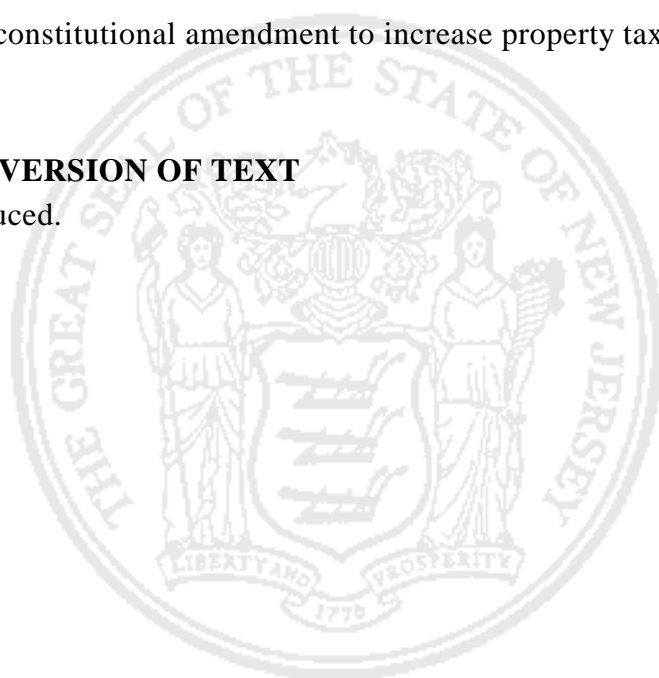 constitutional amendment to increase property tax
VERSION OF TEXT
uced.
THE GREAT SEAL OF THE STATE OF NEW JERSEY
LIBERTY AND PROSPERITY
1776